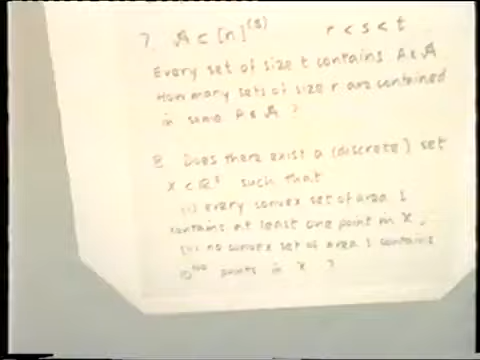 7. A ⊂ [n]^(s) r < s < t
Every set of size t contains A ∈ A
How many sets of size r are contained
in some A ∈ A ?
8. Does there exist a (discrete) set
X ⊂ ℝ² such that
(i) every convex set of area 1
contains at least one point in X,
(ii) no convex set of area 1 contains
points in X ?